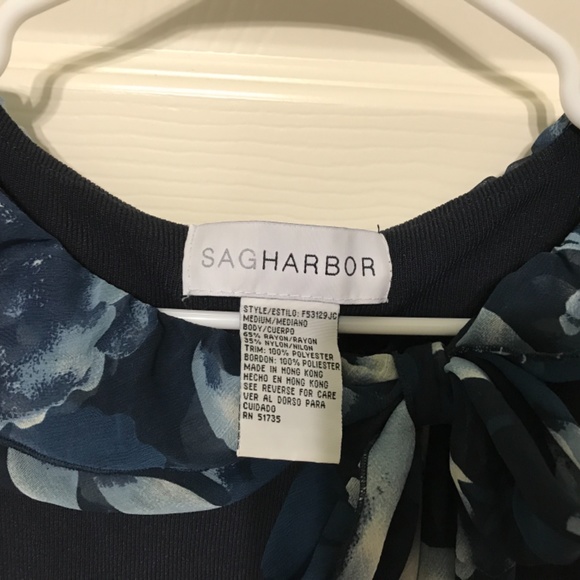 SAGHARBOR
STYLE/ESTILO: F53129JC
MEDIUM/MEDIANO
BODY/CUERPO
65% RAYON/RAYON
35% NYLON/NILON
TRIM: 100% POLYESTER
BORDON: 100% POLIESTER
MADE IN HONG KONG
HECHO EN HONG KONG
SEE REVERSE FOR CARE
VER AL DORSO PARA
CUIDADO
RN 51735